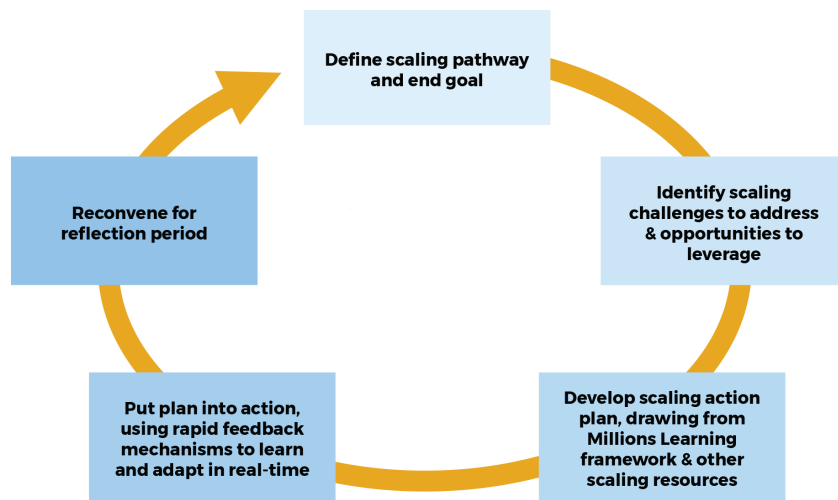 Define scaling pathway
and end goal
Identify scaling
challenges to address
& opportunities to
leverage
Develop scaling action
plan, drawing from
Millions Learning
framework & other
scaling resources
Put plan into action,
using rapid feedback
mechanisms to learn
and adapt in real-time
Reconvene for
reflection period